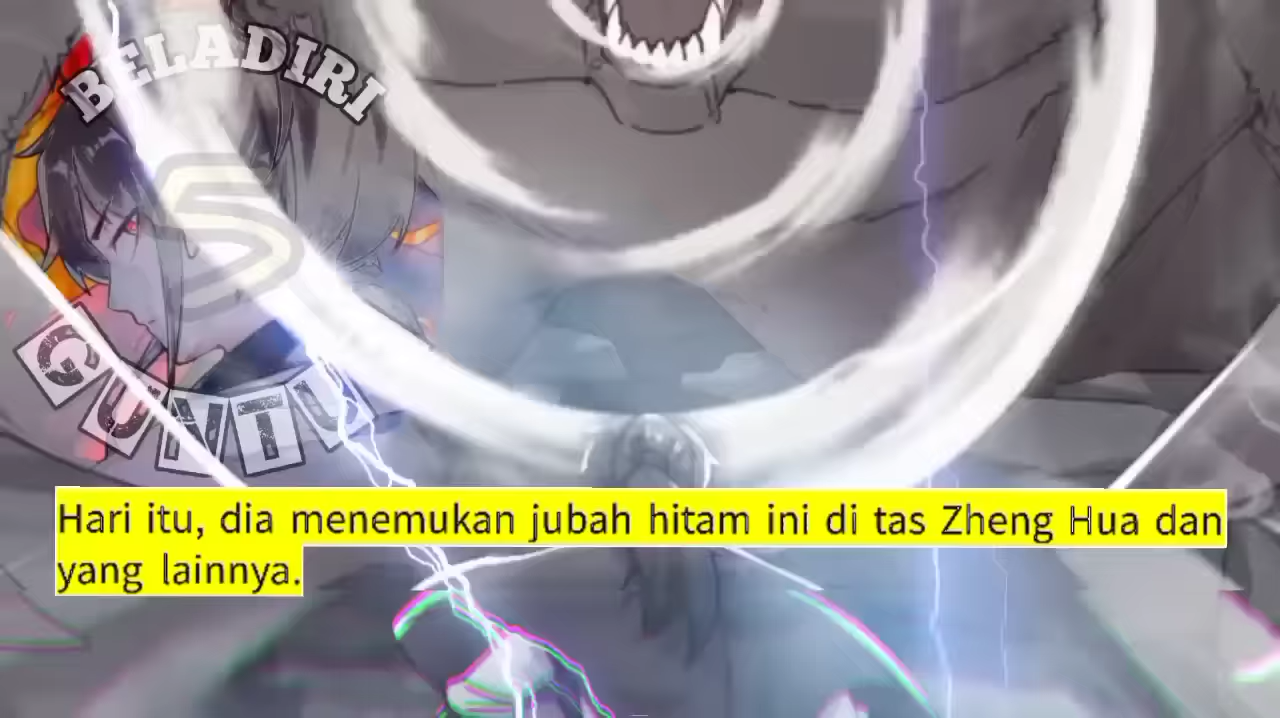 BELADIRI
S
GUNTU
Hari itu, dia menemukan jubah hitam ini di tas Zheng Hua dan
yang lainnya.